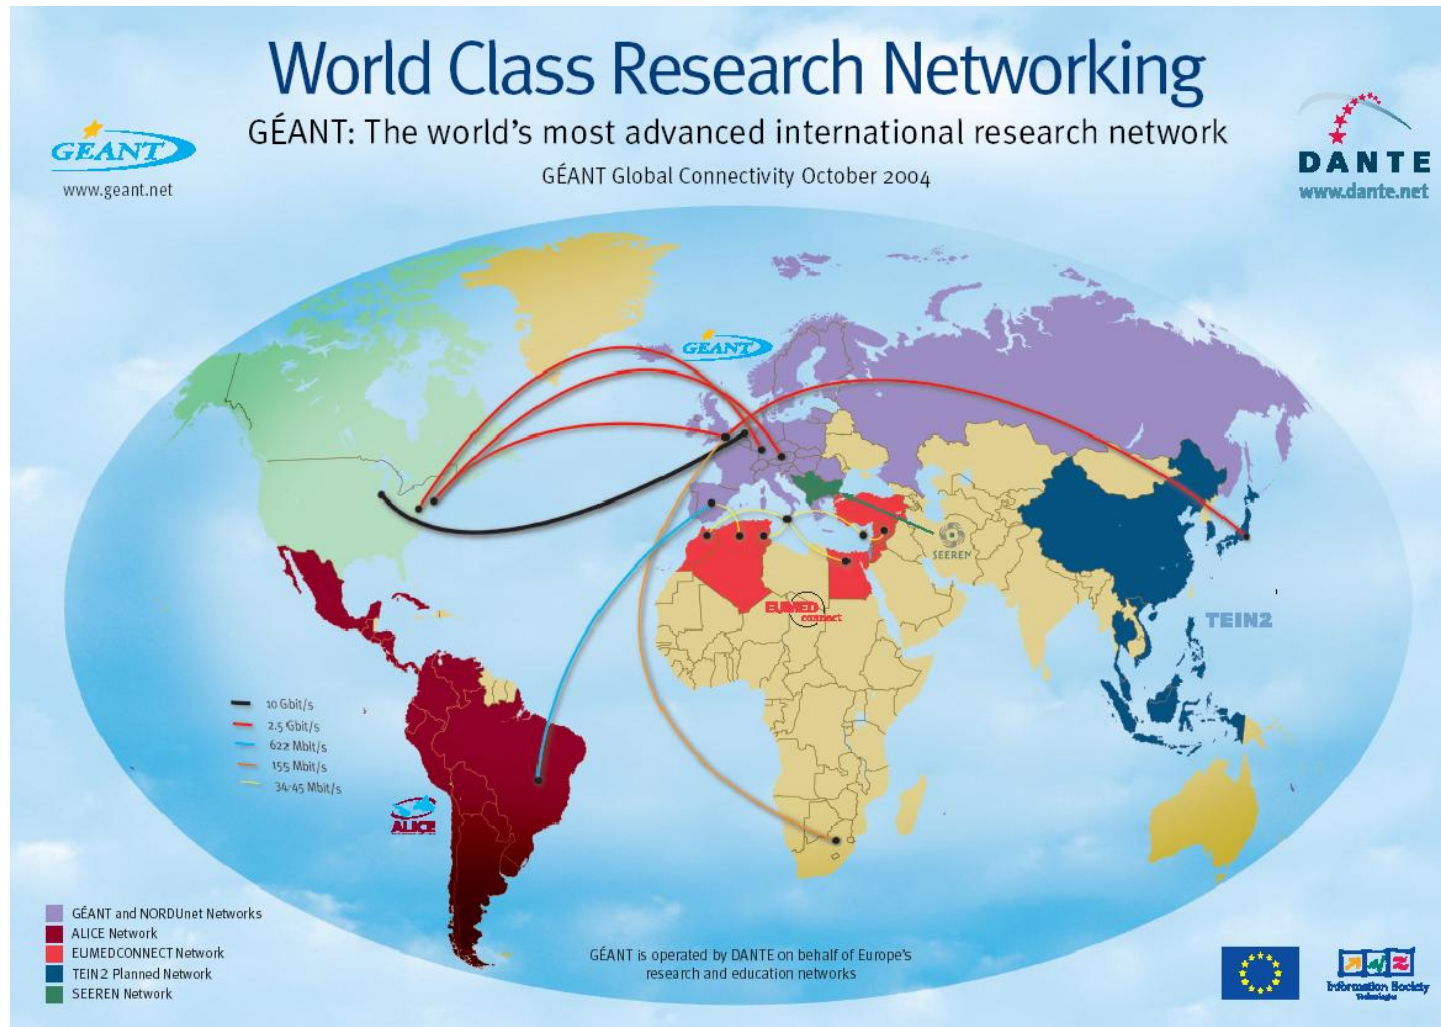 World Class Research Networking
GÉANT: The world's most advanced international research network
GÉANT Global Connectivity October 2004
GÉANT
www.geant.net
DANTE
www.dante.net
GÉANT
SEEREN
EUMED
connect
TEIN2
10 Gbit/s
2.5 Gbit/s
622 Mbit/s
155 Mbit/s
34-45 Mbit/s
ALICE
GÉANT and NORDUnet Networks
ALICE Network
EUMEDCONNECT Network
TEIN2 Planned Network
SEEREN Network
GÉANT is operated by DANTE on behalf of Europe's
research and education networks
Information Society
Technologies